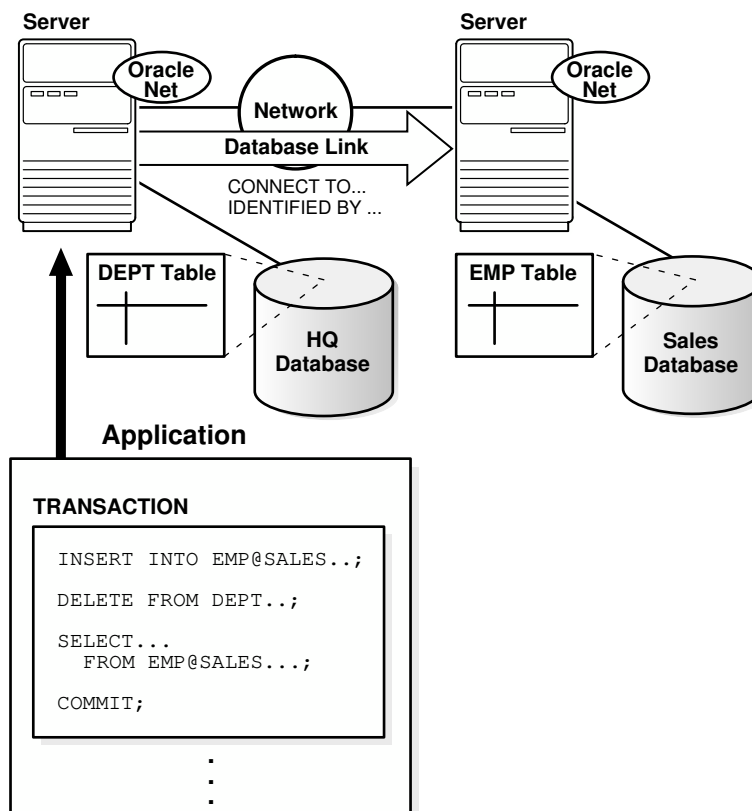 Server
Server
Oracle
Net
Oracle
Net
Network
Database Link
CONNECT TO...
IDENTIFIED BY ...
DEPT Table
HQ
Database
EMP Table
Sales
Database
Application
TRANSACTION
INSERT INTO EMP@SALES..;
DELETE FROM DEPT..;
SELECT...
FROM EMP@SALES...;
COMMIT;
.
.
.